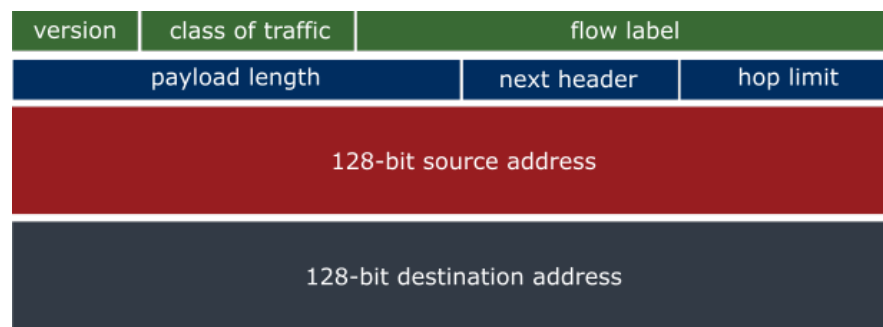 version class of traffic flow label
payload length next header hop limit
128-bit source address
128-bit destination address